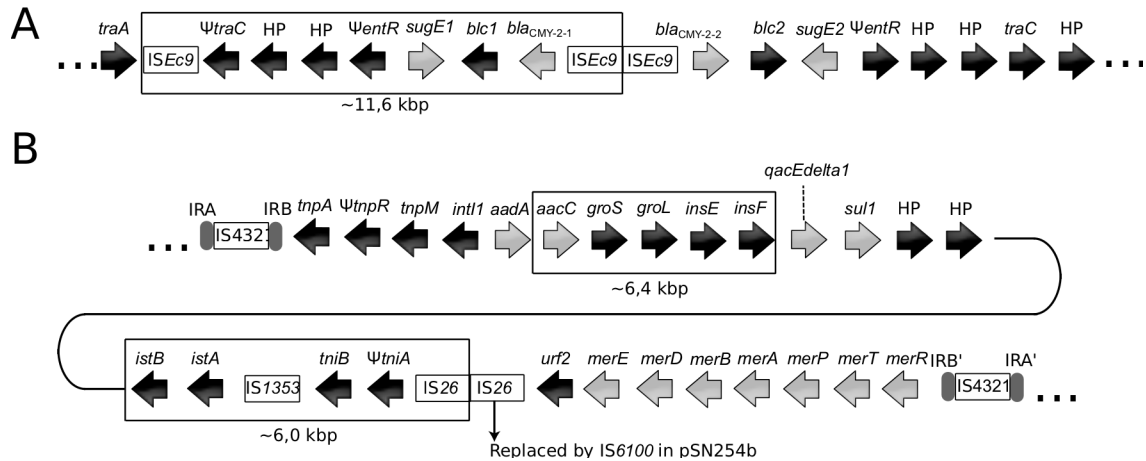 A
traA ΨtraC HP HP ΨentR sugE1 blc1 blaCMY-2-1 blaCMY-2-2 blc2 sugE2 ΨentR HP HP traC HP
... ISEc9 ISEc9 ISEc9 ...
~11,6 kbp
B
qacEdelta1
IRA IRB tnpA ΨtnpR tnpM intI1 aadA aacC groS groL insE insF sul1 HP HP
... IS4321
~6,4 kbp
istB istA tniB ΨtniA urf2 merE merD merB merA merP merT merR IRB' IRA'
IS1353 IS26 IS26 IS4321 ...
~6,0 kbp
Replaced by IS6100 in pSN254b